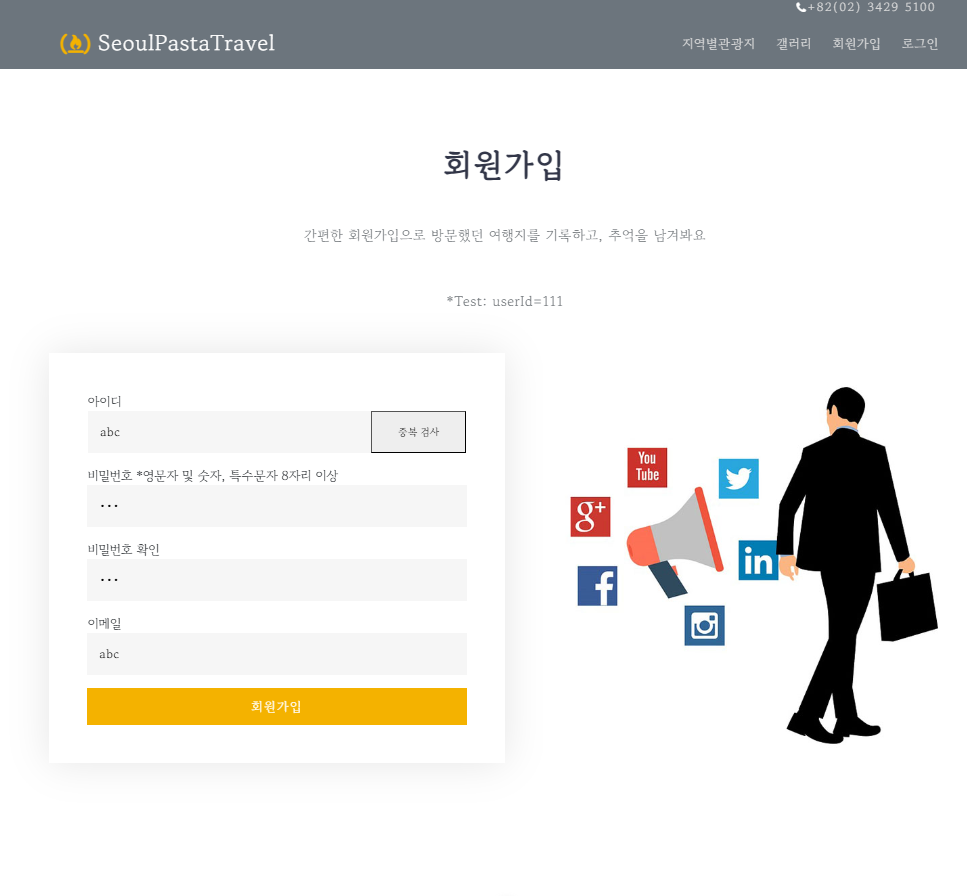 +82(02) 3429 5100
SeoulPastaTravel
지역별관광지 갤러리 회원가입 로그인
회원가입
간편한 회원가입으로 방문했던 여행지를 기록하고, 추억을 남겨봐요
*Test: userId=111
아이디
abc 중복 검사
비밀번호 *영문자 및 숫자, 특수문자 8자리 이상
비밀번호 확인
이메일
abc
회원가입
You
Tube
g+
f
in